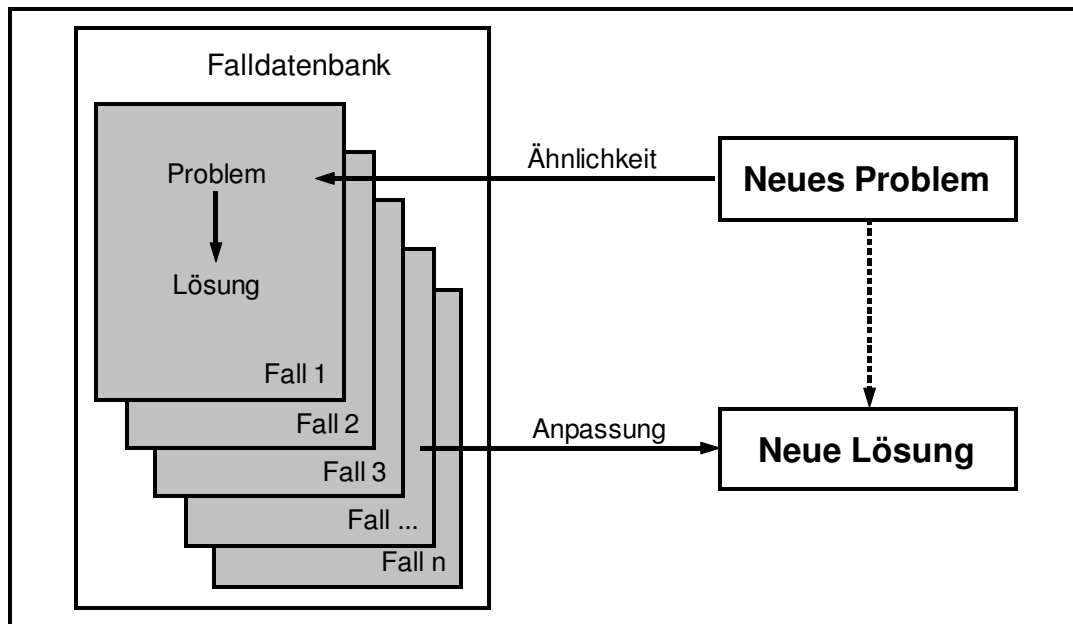 Falldatenbank
Problem
Lösung
Fall 1
Fall 2
Fall 3
Fall ...
Fall n
Ähnlichkeit
Anpassung
Neues Problem
Neue Lösung